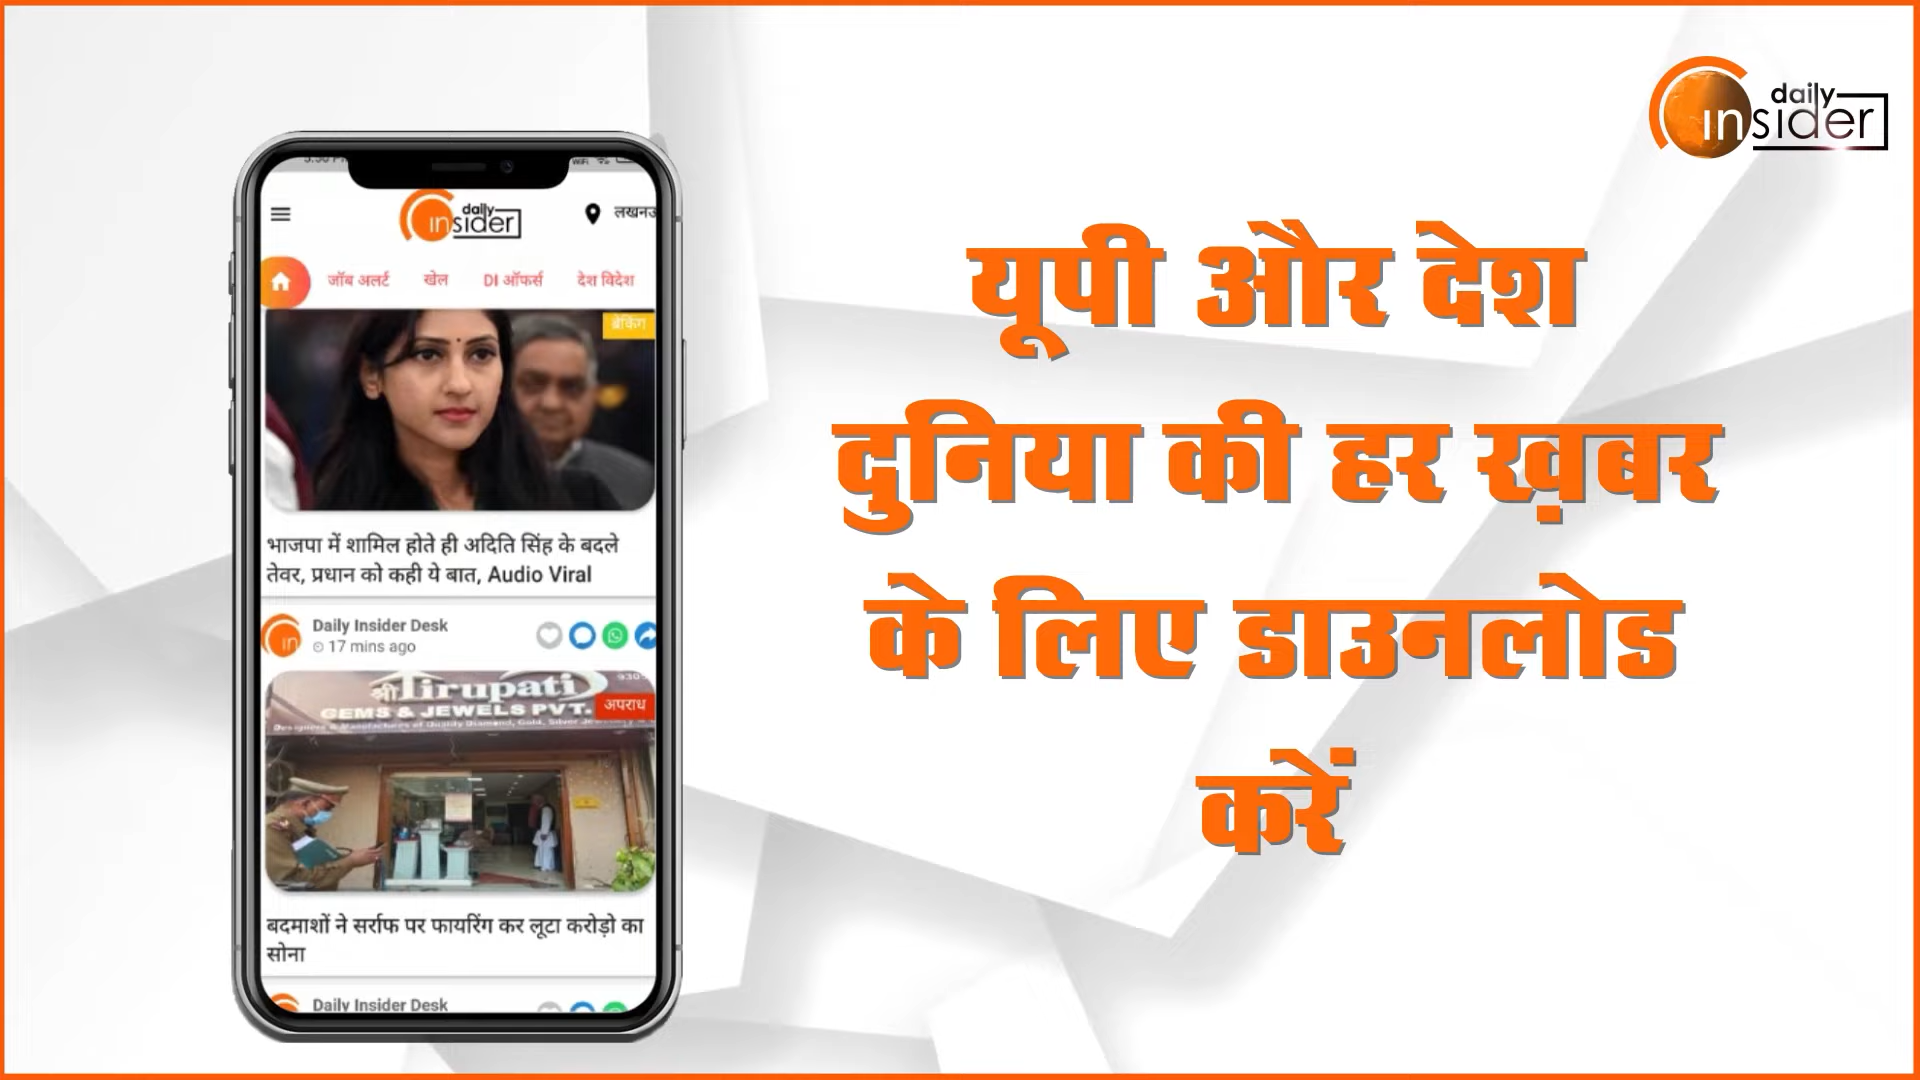 daily
insider
यूपी और देश
दुनिया की हर ख़बर
के लिए डाउनलोड
करें
daily
insider
जॉब अलर्ट खेल DI ऑफर्स देश विदेश
ब्रेकिंग
भाजपा में शामिल होते ही अदिति सिंह के बदले
तेवर, प्रधान को कही ये बात, Audio Viral
Daily Insider Desk
17 mins ago
श्री Tirupati
GEMS & JEWELS PVT.
अपराध
बदमाशों ने सर्राफ पर फायरिंग कर लूटा करोड़ो का
सोना
Daily Insider Desk